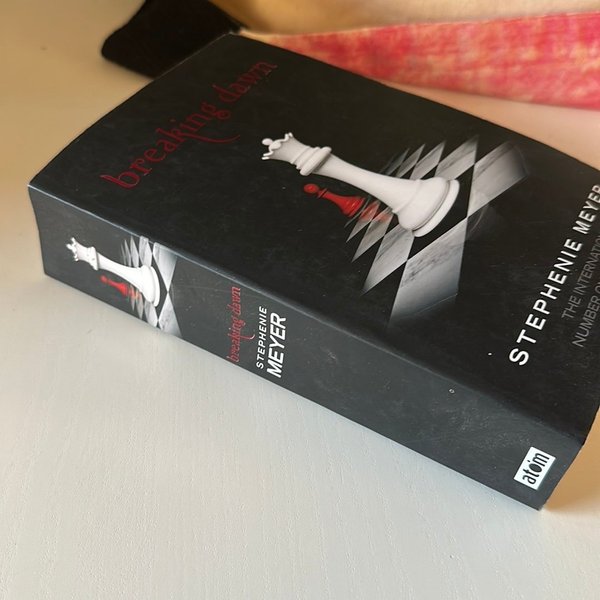 breaking dawn
STEPHENIE MEYER
THE INTERNATIO
NUMBER O
breaking dawn
STEPHENIE
MEYER
atom